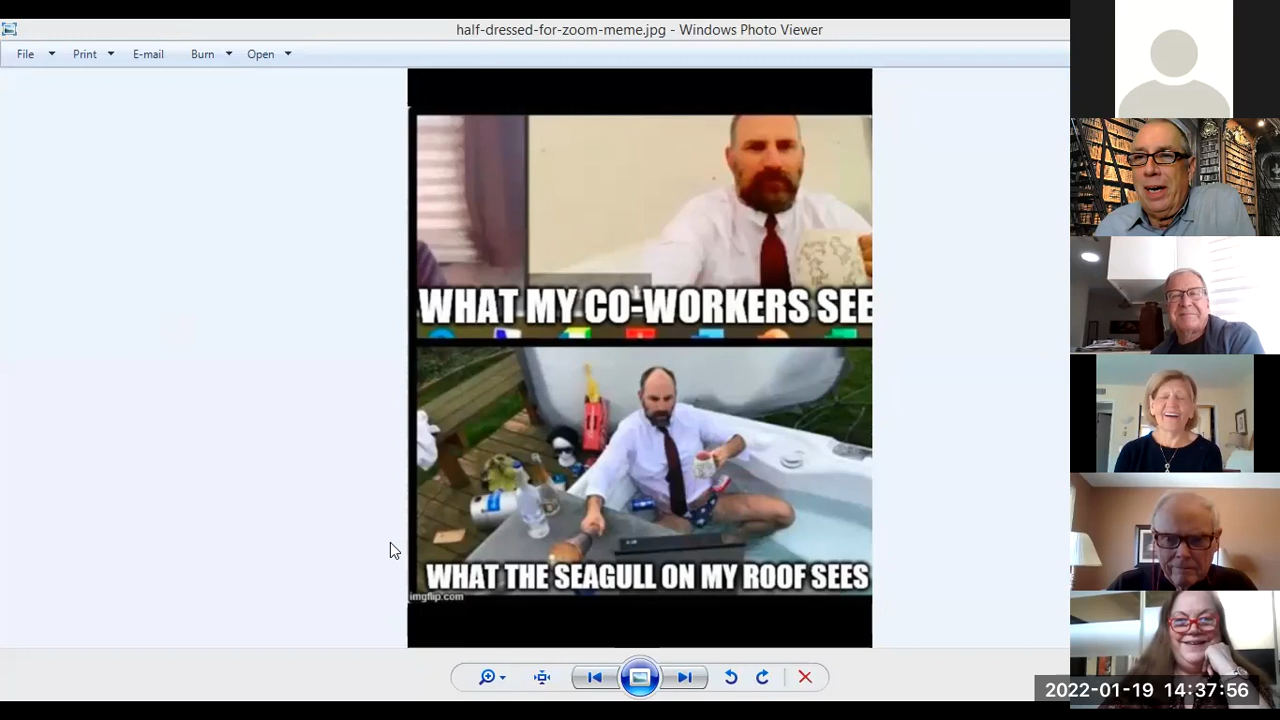 half-dressed-for-zoom-meme.jpg - Windows Photo Viewer
File Print E-mail Burn Open
WHAT MY CO-WORKERS SEE
WHAT THE SEAGULL ON MY ROOF SEES
imgflip.com
2022-01-19 14:37:56